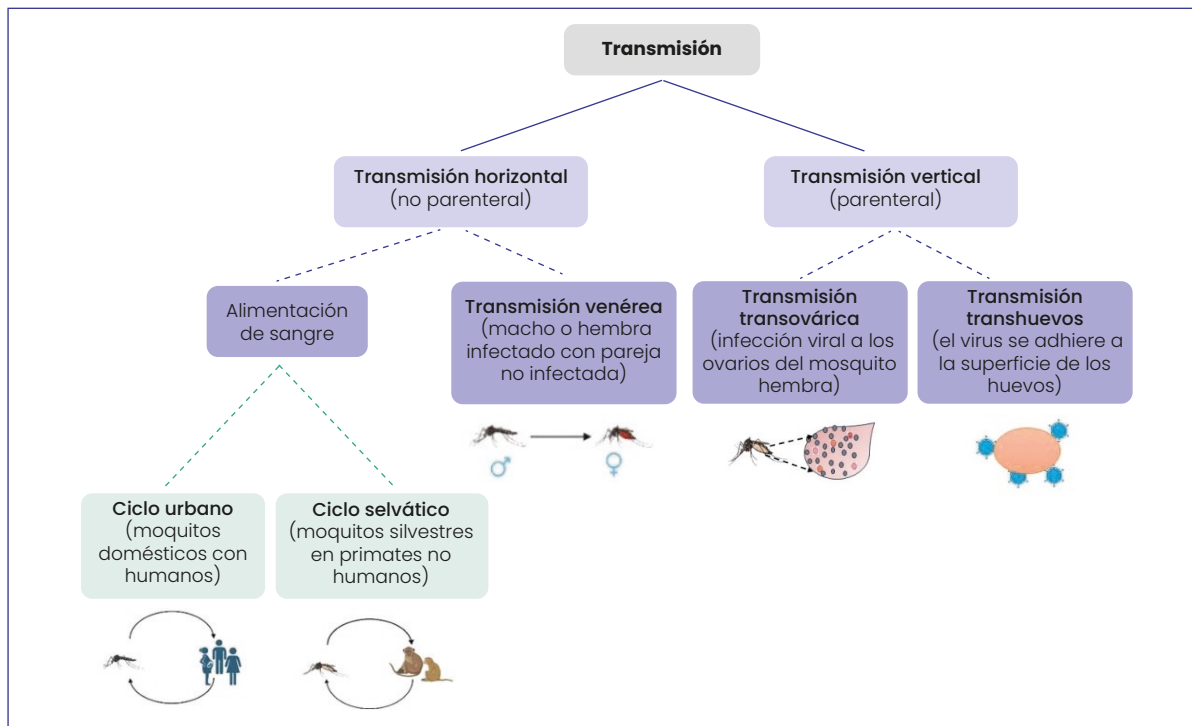 Transmisión
Transmisión horizontal
(no parenteral)
Transmisión vertical
(parenteral)
Alimentación
de sangre
Transmisión venérea
(macho o hembra
infectado con pareja
no infectada)
Transmisión
transovárica
(infección viral a los
ovarios del mosquito
hembra)
Transmisión
transhuevos
(el virus se adhiere a
la superficie de los
huevos)
Ciclo urbano
(moquitos
domésticos con
humanos)
Ciclo selvático
(moquitos silvestres
en primates no
humanos)